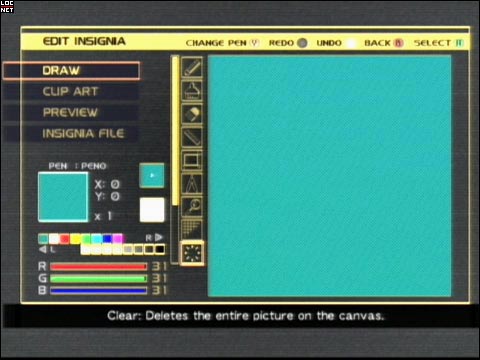 LOC
NET
EDIT INSIGNIA
CHANGE PEN Y REDO UNDO BACK SELECT
DRAW
CLIP ART
PREVIEW
INSIGNIA FILE
PEN : PEN0
X: 0
Y: 0
x 1
R
L
R 31
G 31
B 31
Clear: Deletes the entire picture on the canvas.